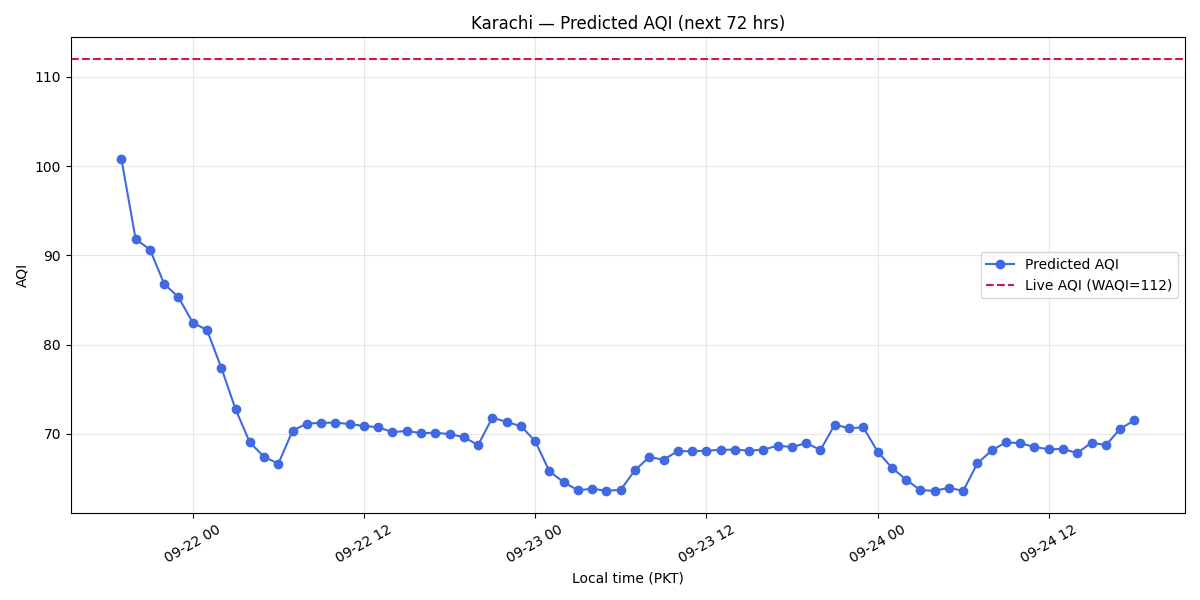 Karachi — Predicted AQI (next 72 hrs)
110
100
90
80
70
AQI
Predicted AQI
Live AQI (WAQI=112)
09-22 00
09-22 12
09-23 00
09-23 12
09-24 00
09-24 12
Local time (PKT)